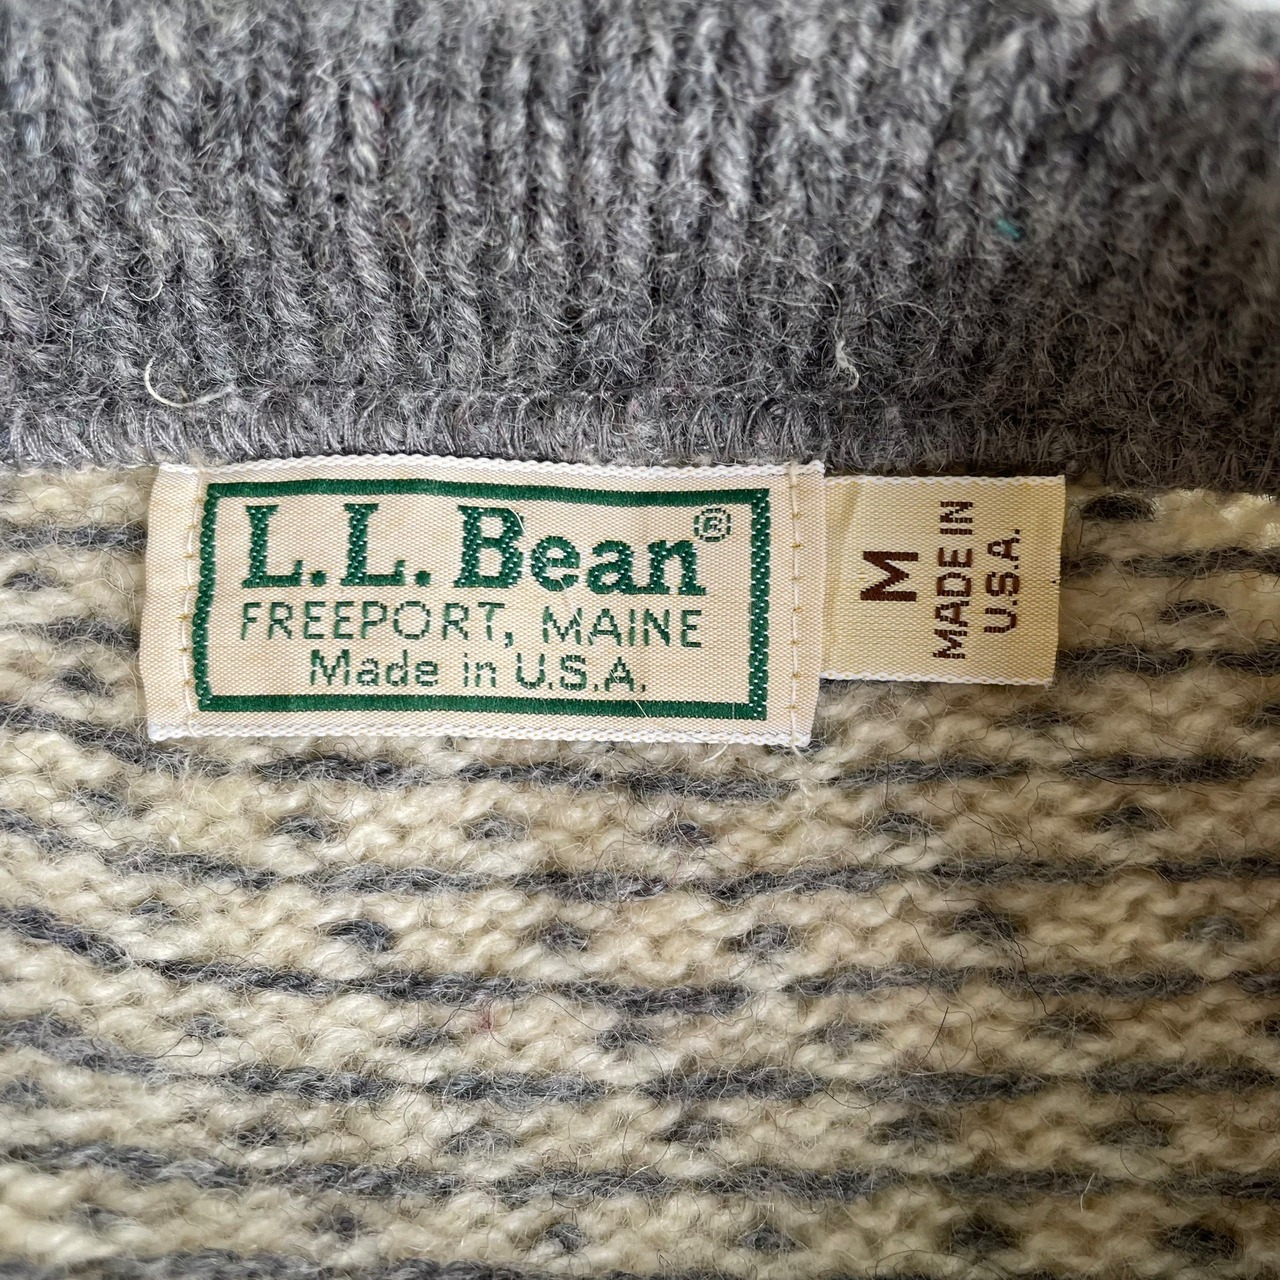 L.L. Bean®
FREEPORT, MAINE
Made in U.S.A.
M
MADE IN
U.S.A.